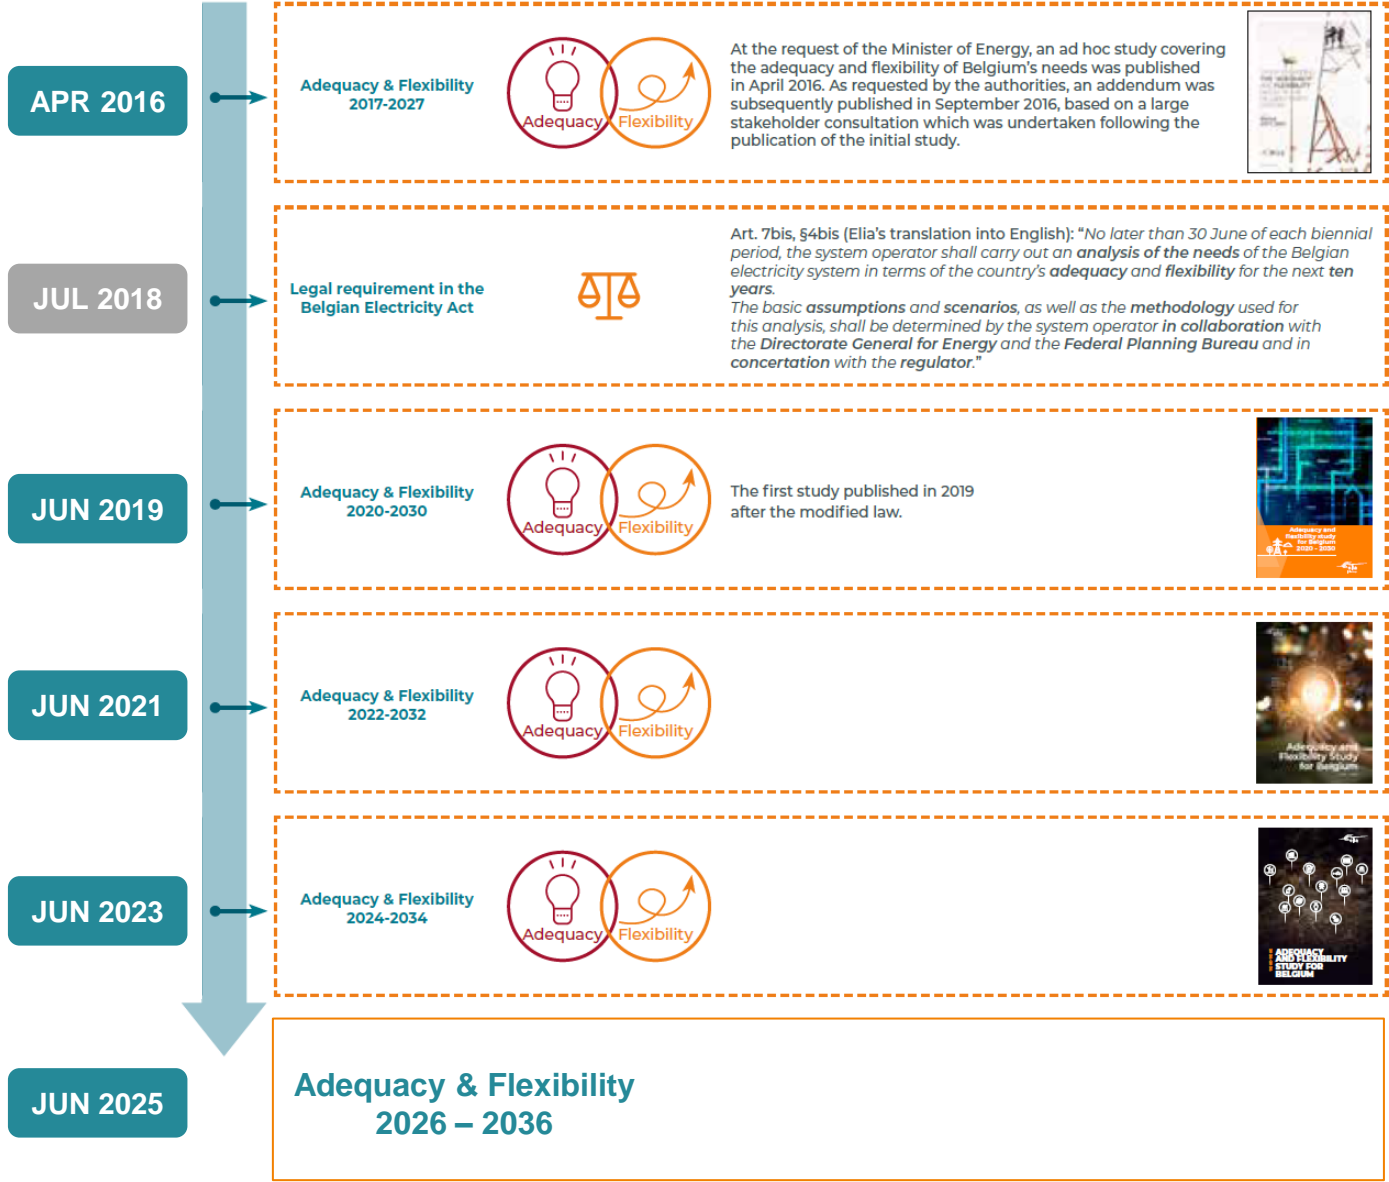 APR 2016
Adequacy & Flexibility
2017-2027
Adequacy
Flexibility
At the request of the Minister of Energy, an ad hoc study covering
the adequacy and flexibility of Belgium's needs was published
in April 2016. As requested by the authorities, an addendum was
subsequently published in September 2016, based on a large
stakeholder consultation which was undertaken following the
publication of the initial study.
JUL 2018
Legal requirement in the
Belgian Electricity Act
Art. 7bis, §4bis (Elia's translation into English): "No later than 30 June of each biennial
period, the system operator shall carry out an analysis of the needs of the Belgian
electricity system in terms of the country's adequacy and flexibility for the next ten
years.
The basic assumptions and scenarios, as well as the methodology used for
this analysis, shall be determined by the system operator in collaboration with
the Directorate General for Energy and the Federal Planning Bureau and in
concertation with the regulator."
JUN 2019
Adequacy & Flexibility
2020-2030
Adequacy
Flexibility
The first study published in 2019
after the modified law.
Adequacy and
flexibility study
for Belgium
2020 - 2030
JUN 2021
Adequacy & Flexibility
2022-2032
Adequacy
Flexibility
Adequacy and
Flexibility Study
for Belgium
JUN 2023
Adequacy & Flexibility
2024-2034
Adequacy
Flexibility
ADEQUACY
AND FLEXIBILITY
STUDY FOR
BELGIUM
JUN 2025
Adequacy & Flexibility
2026 – 2036